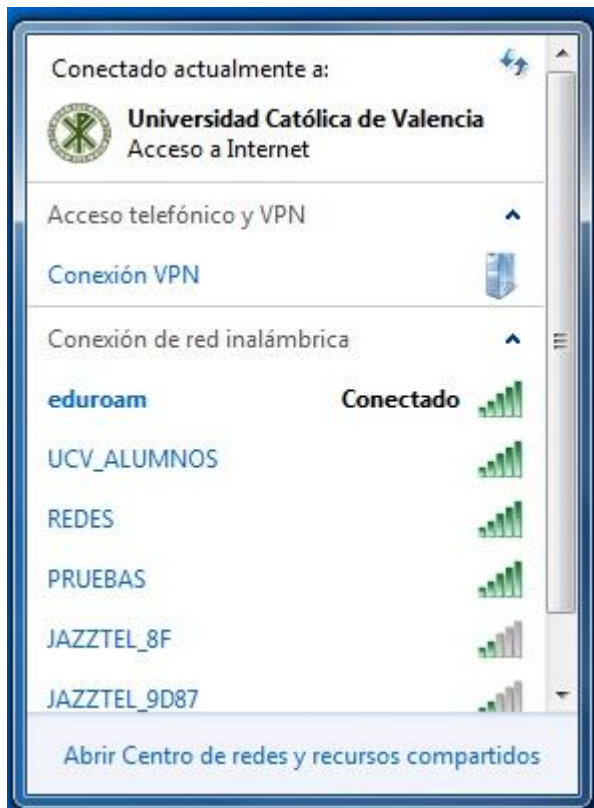 Conectado actualmente a:
Universidad Católica de Valencia
Acceso a Internet
Acceso telefónico y VPN
Conexión VPN
Conexión de red inalámbrica
eduroam Conectado
UCV_ALUMNOS
REDES
PRUEBAS
JAZZTEL_8F
JAZZTEL_9D87
Abrir Centro de redes y recursos compartidos